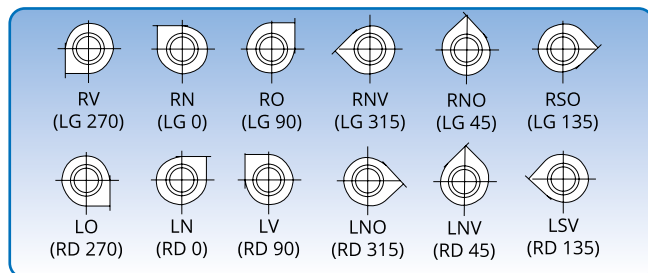 RV RN RO RNV RNO RSO
(LG 270) (LG 0) (LG 90) (LG 315) (LG 45) (LG 135)
LO LN LV LNO LNV LSV
(RD 270) (RD 0) (RD 90) (RD 315) (RD 45) (RD 135)